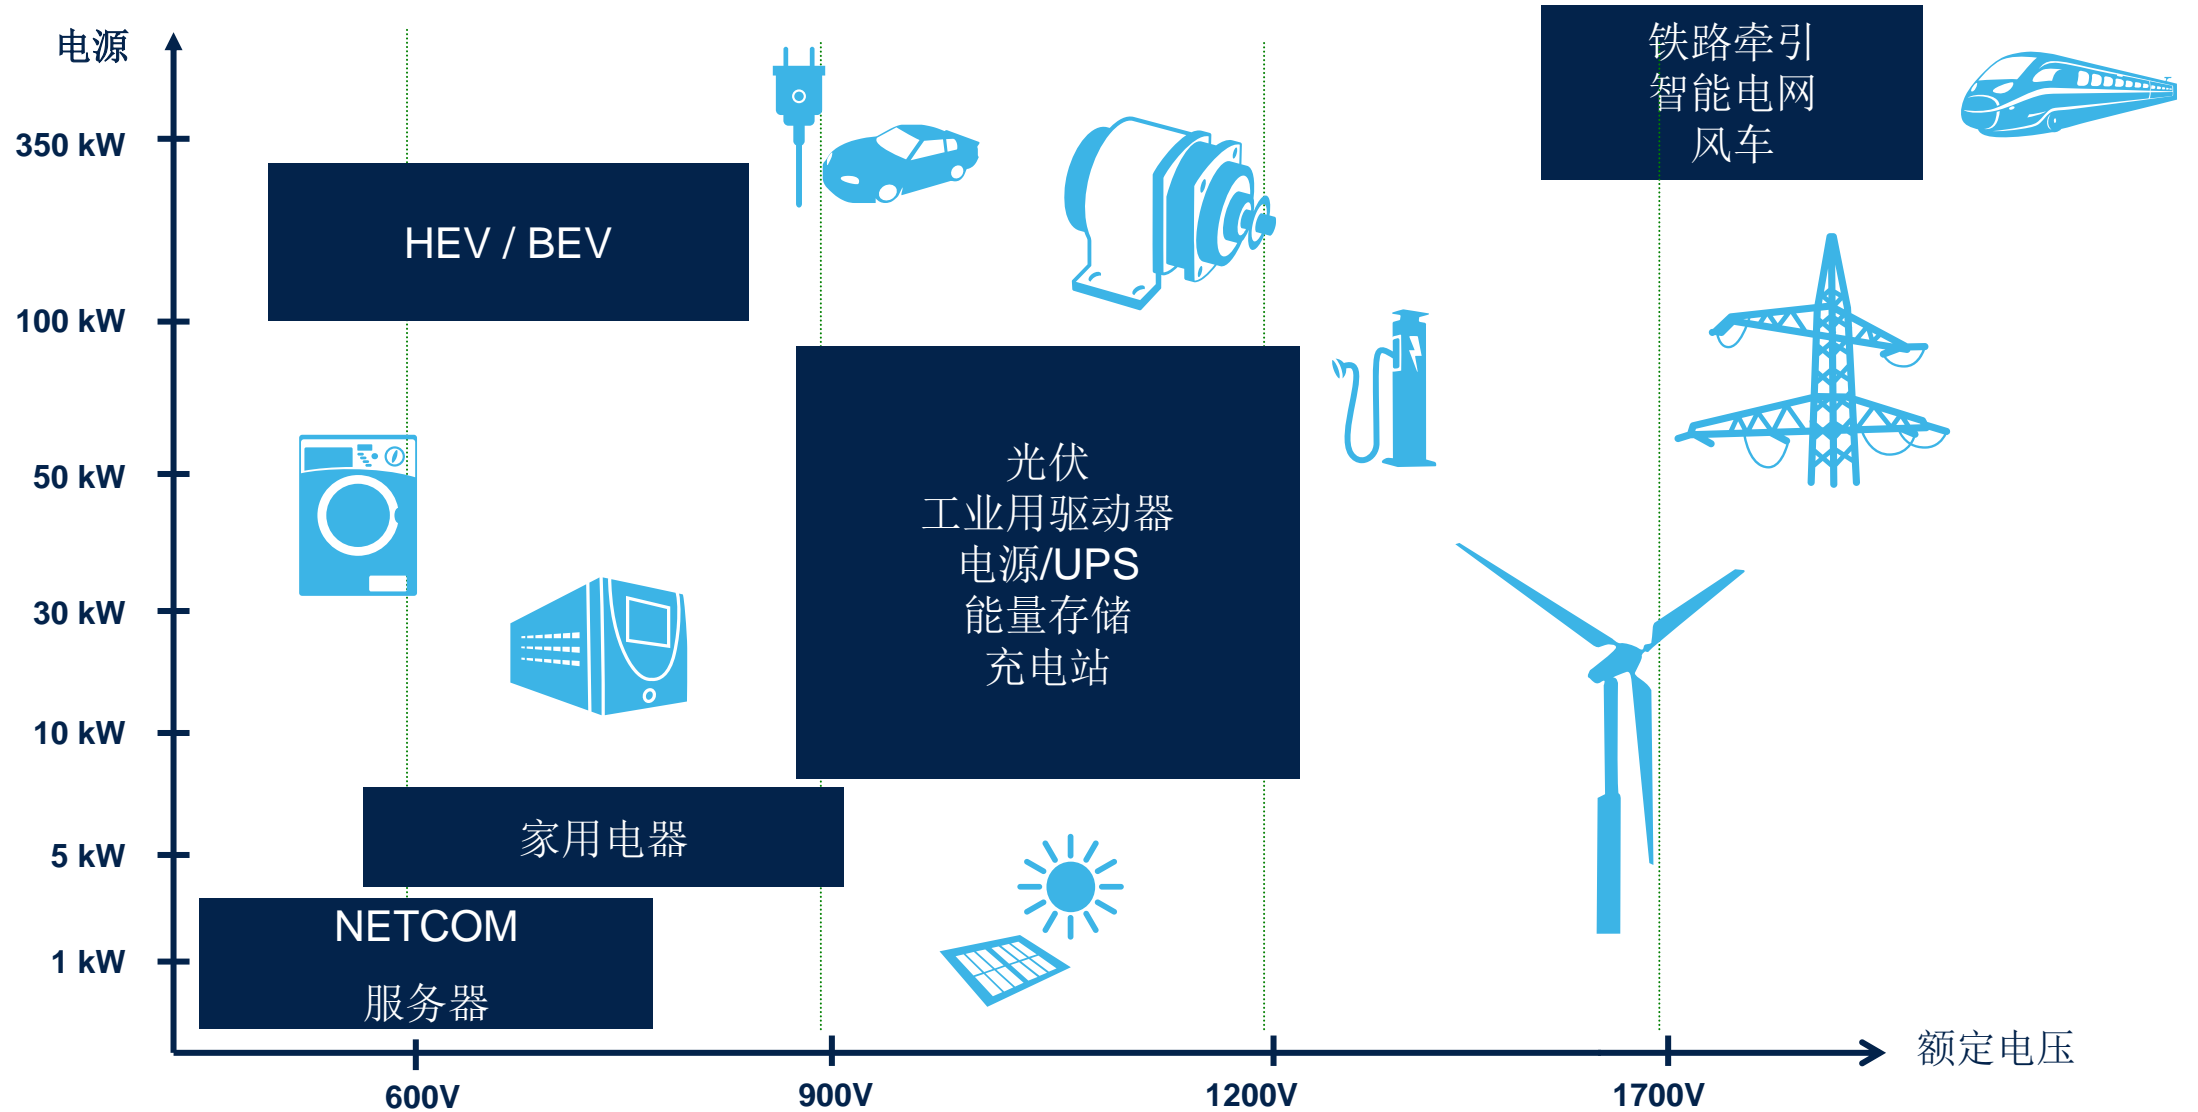 电源
350 kW
100 kW
50 kW
30 kW
10 kW
5 kW
1 kW
铁路牵引
智能电网
风车
HEV / BEV
光伏
工业用驱动器
电源/UPS
能量存储
充电站
家用电器
NETCOM
服务器
600V
900V
1200V
1700V
额定电压